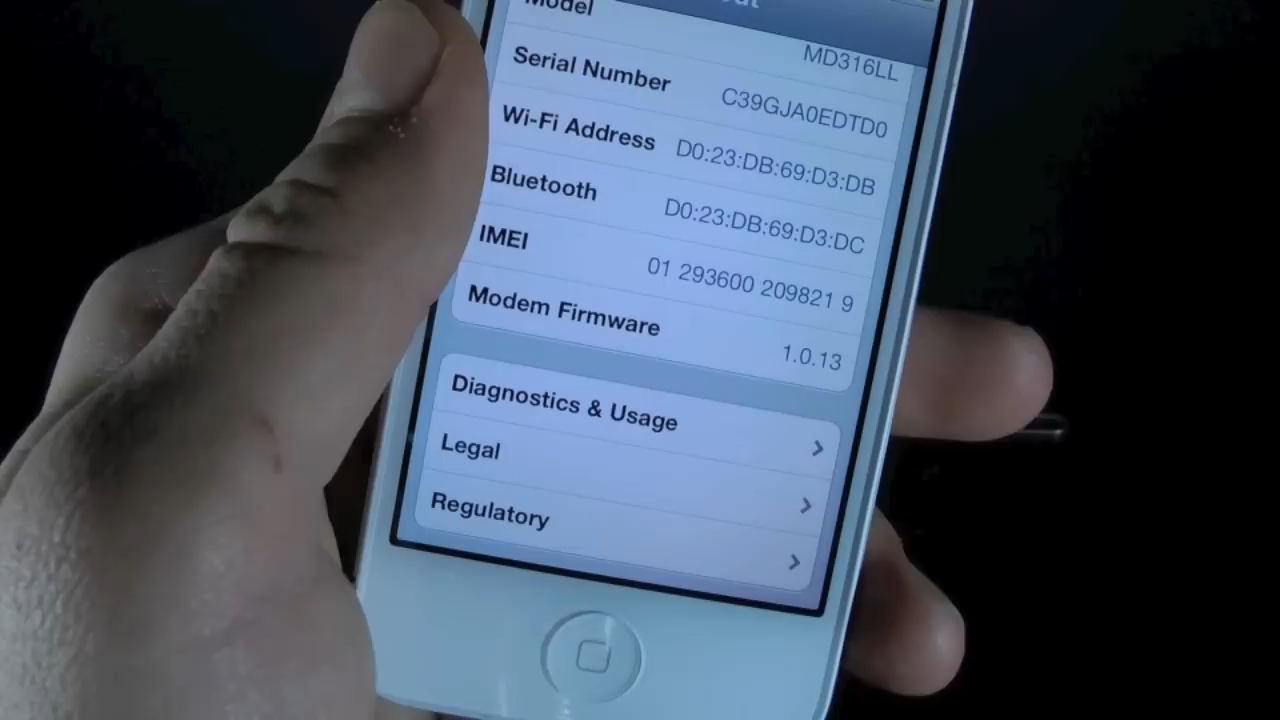 Model
MD316LL
Serial Number C39GJA0EDTD0
Wi-Fi Address D0:23:DB:69:D3:DB
Bluetooth D0:23:DB:69:D3:DC
IMEI 01 293600 209821 9
Modem Firmware 1.0.13
Diagnostics & Usage
Legal
Regulatory